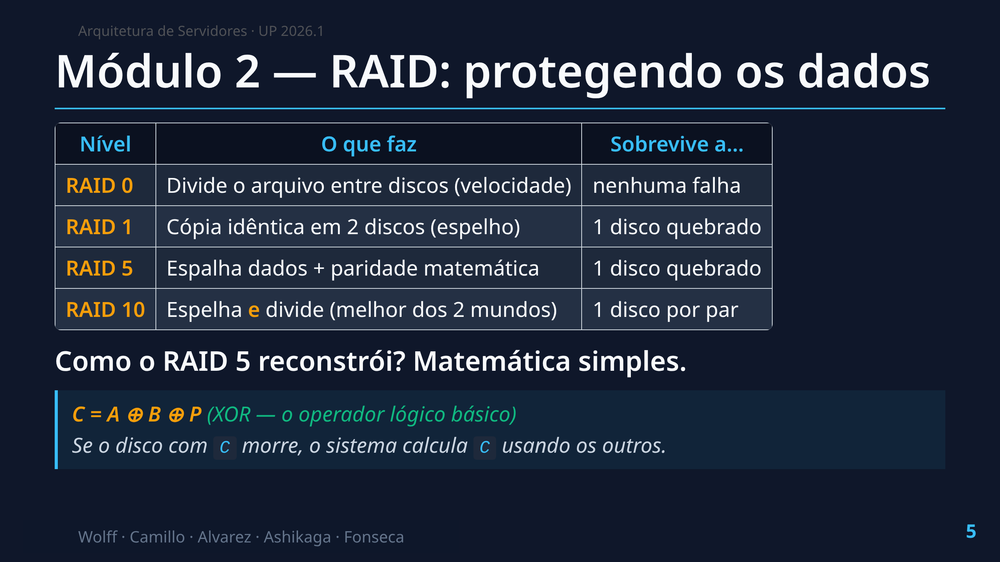 Arquitetura de Servidores · UP 2026.1
Módulo 2 — RAID: protegendo os dados
Nível O que faz Sobrevive a...
RAID 0 Divide o arquivo entre discos (velocidade) nenhuma falha
RAID 1 Cópia idêntica em 2 discos (espelho) 1 disco quebrado
RAID 5 Espalha dados + paridade matemática 1 disco quebrado
RAID 10 Espelha e divide (melhor dos 2 mundos) 1 disco por par
Como o RAID 5 reconstrói? Matemática simples.
C = A ⊕ B ⊕ P (XOR — o operador lógico básico)
Se o disco com C morre, o sistema calcula C usando os outros.
Wolff · Camillo · Alvarez · Ashikaga · Fonseca
5